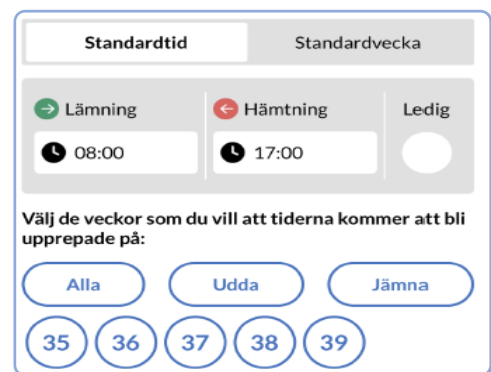 Standardtid Standardvecka
Lämning Hämtning Ledig
08:00 17:00
Välj de veckor som du vill att tiderna kommer att bli
upprepade på:
Alla Udda Jämna
35 36 37 38 39